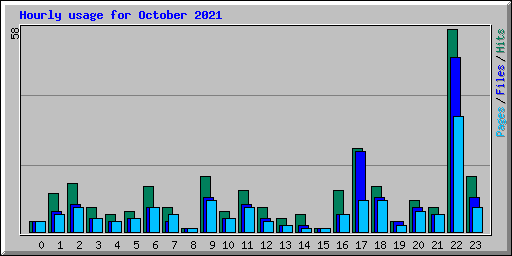 Hourly usage for October 2021
58
Pages/Files/Hits
0 1 2 3 4 5 6 7 8 9 10 11 12 13 14 15 16 17 18 19 20 21 22 23